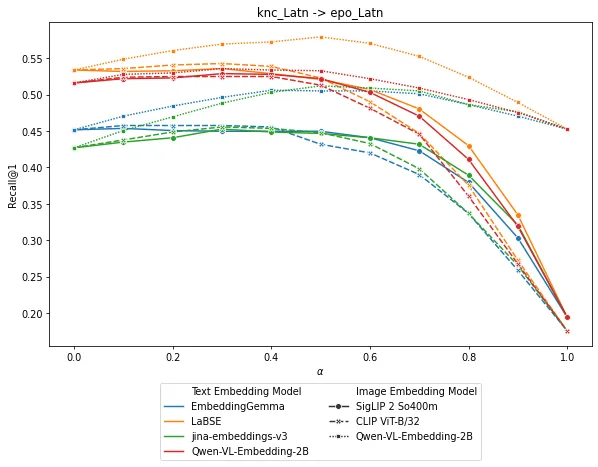 knc_Latn -> epo_Latn
Recall@1
0.55
0.50
0.45
0.40
0.35
0.30
0.25
0.20
0.0 0.2 0.4 0.6 0.8 1.0
α
Text Embedding Model
EmbeddingGemma
LaBSE
jina-embeddings-v3
Qwen-VL-Embedding-2B
Image Embedding Model
SigLIP 2 So400m
CLIP ViT-B/32
Qwen-VL-Embedding-2B